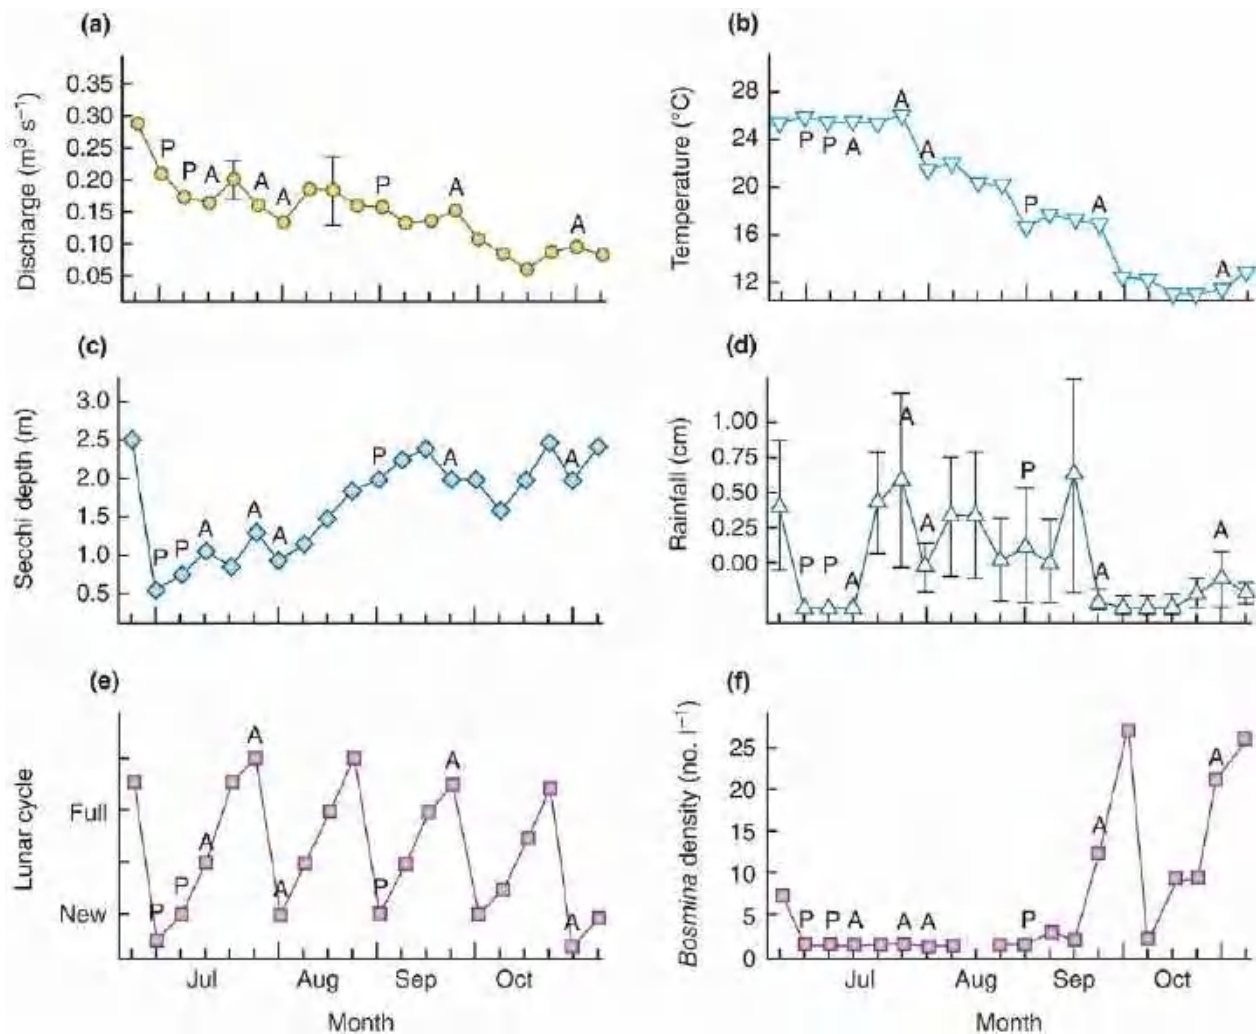 (a)
Discharge (m³ s⁻¹)
0.35
0.30
0.25
0.20
0.15
0.10
0.05
P
P
A
A
A
P
A
A
(b)
Temperature (°C)
28
24
20
16
12
P
P
A
A
A
P
A
A
(c)
Secchi depth (m)
3.0
2.5
2.0
1.5
1.0
0.5
P
P
A
A
A
P
A
A
(d)
Rainfall (cm)
1.00
0.75
0.50
0.25
0.00
P
P
A
A
A
P
A
A
(e)
Lunar cycle
Full
New
P
P
A
A
A
P
A
A
Jul Aug Sep Oct
Month
(f)
Bosmina density (no. l⁻¹)
25
20
15
10
5
0
P
P
A
A
A
P
A
A
Jul Aug Sep Oct
Month